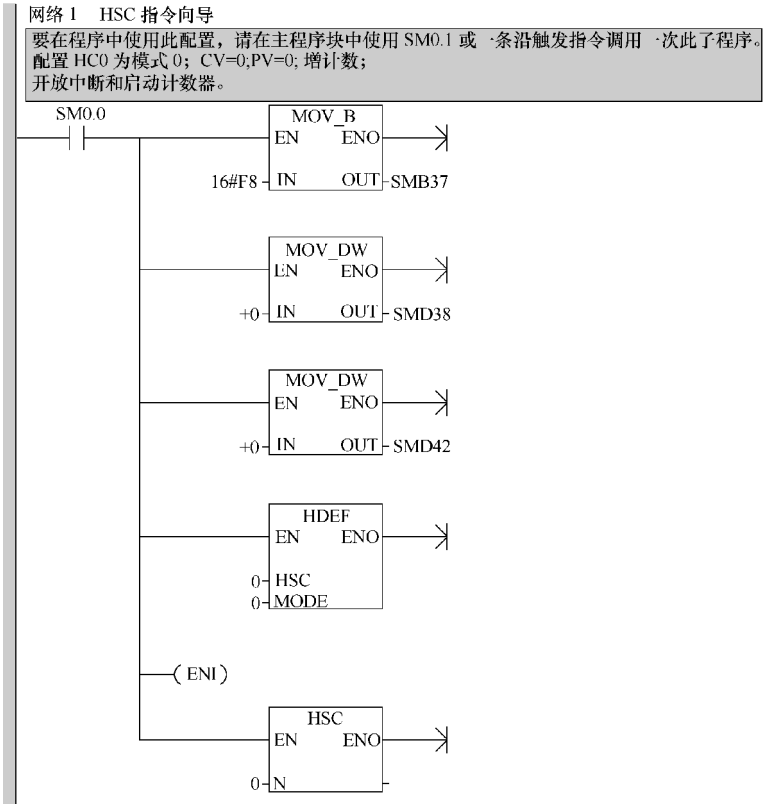 网络 1 HSC 指令向导
要在程序中使用此配置，请在主程序块中使用 SM0.1 或一条沿触发指令调用一次此了程序。
配置 HC0 为模式 0；CV=0;PV=0; 增计数；
开放中断和启动计数器。
SM0.0
MOV_B
EN ENO
16#F8 IN OUT SMB37
MOV_DW
EN ENO
+0 IN OUT SMD38
MOV_DW
EN ENO
+0 IN OUT SMD42
HDEF
EN ENO
0 HSC
0 MODE
( ENI )
HSC
EN ENO
0 N